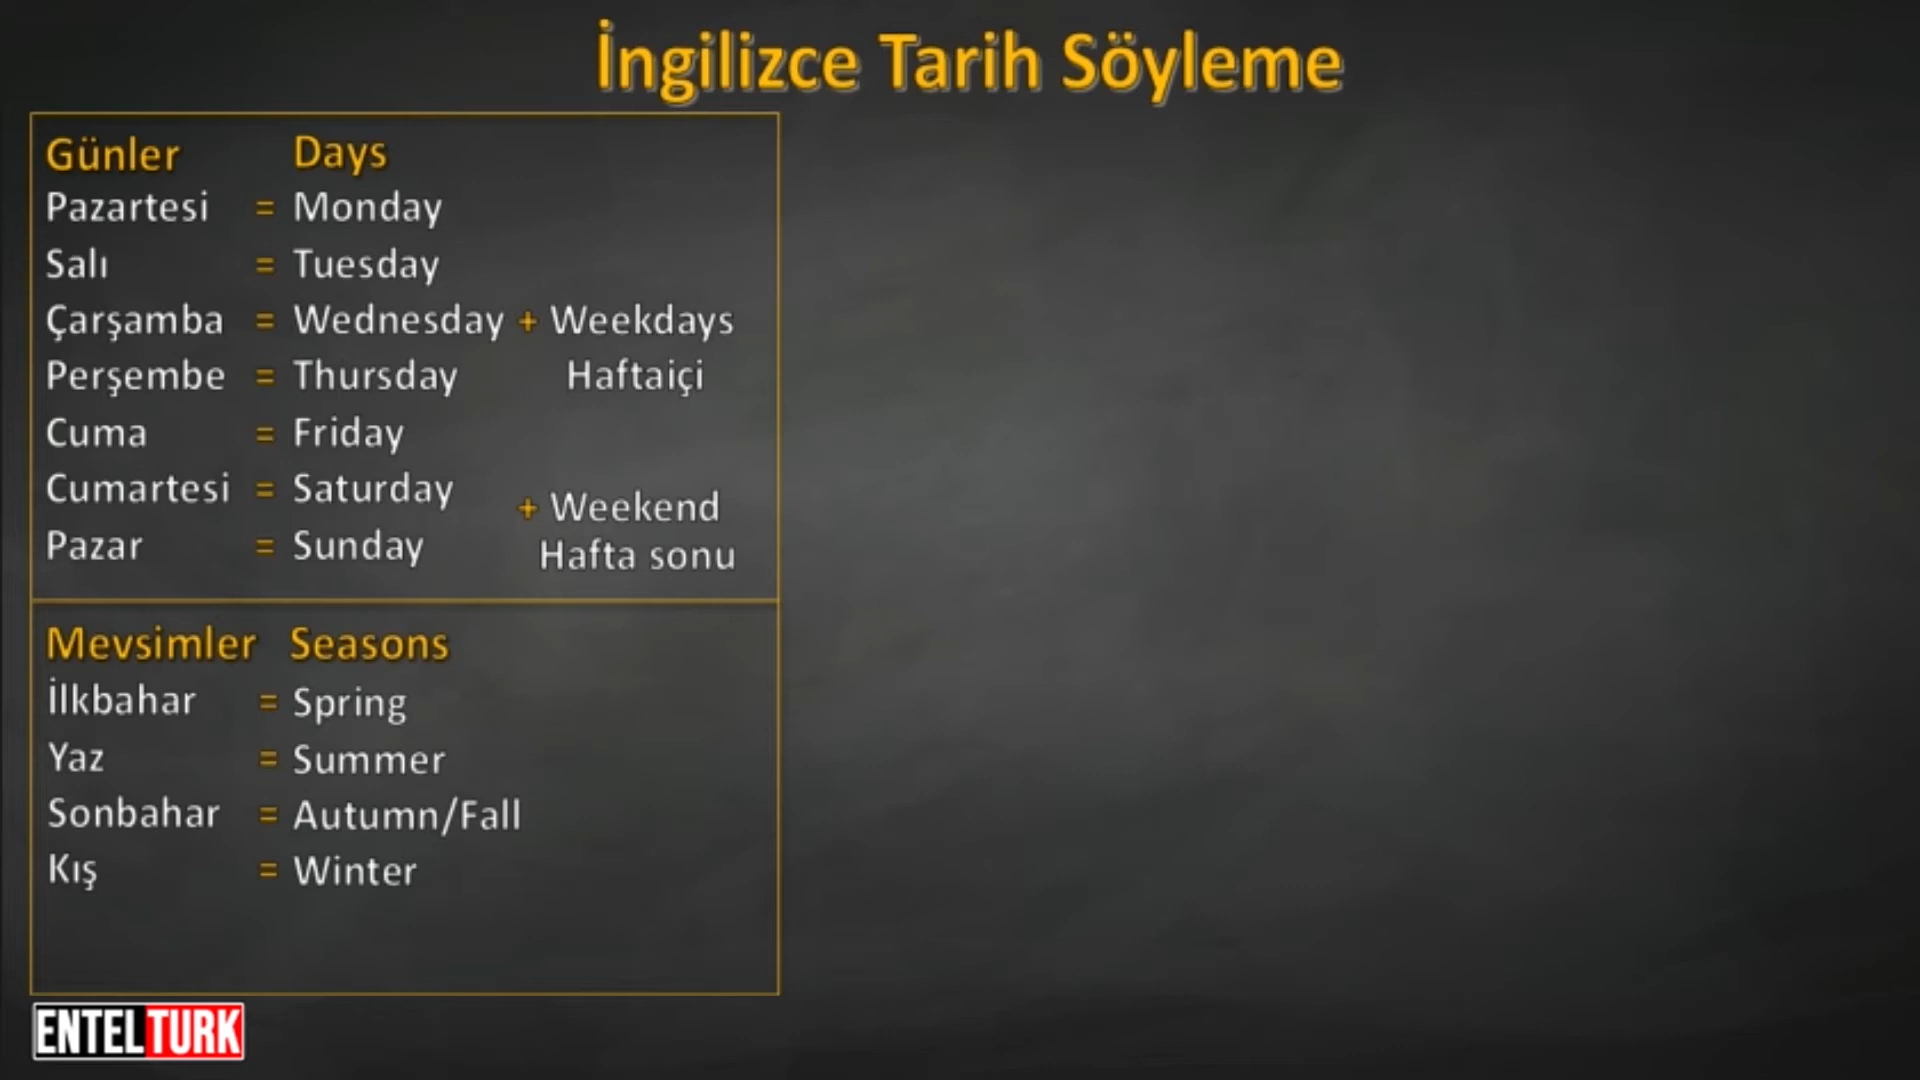 İngilizce Tarih Söyleme
Günler Days
Pazartesi = Monday
Salı = Tuesday
Çarşamba = Wednesday + Weekdays
Perşembe = Thursday Haftaiçi
Cuma = Friday
Cumartesi = Saturday
+ Weekend
Pazar = Sunday
Hafta sonu
Mevsimler Seasons
İlkbahar = Spring
Yaz = Summer
Sonbahar = Autumn/Fall
Kış = Winter
ENTELTURK